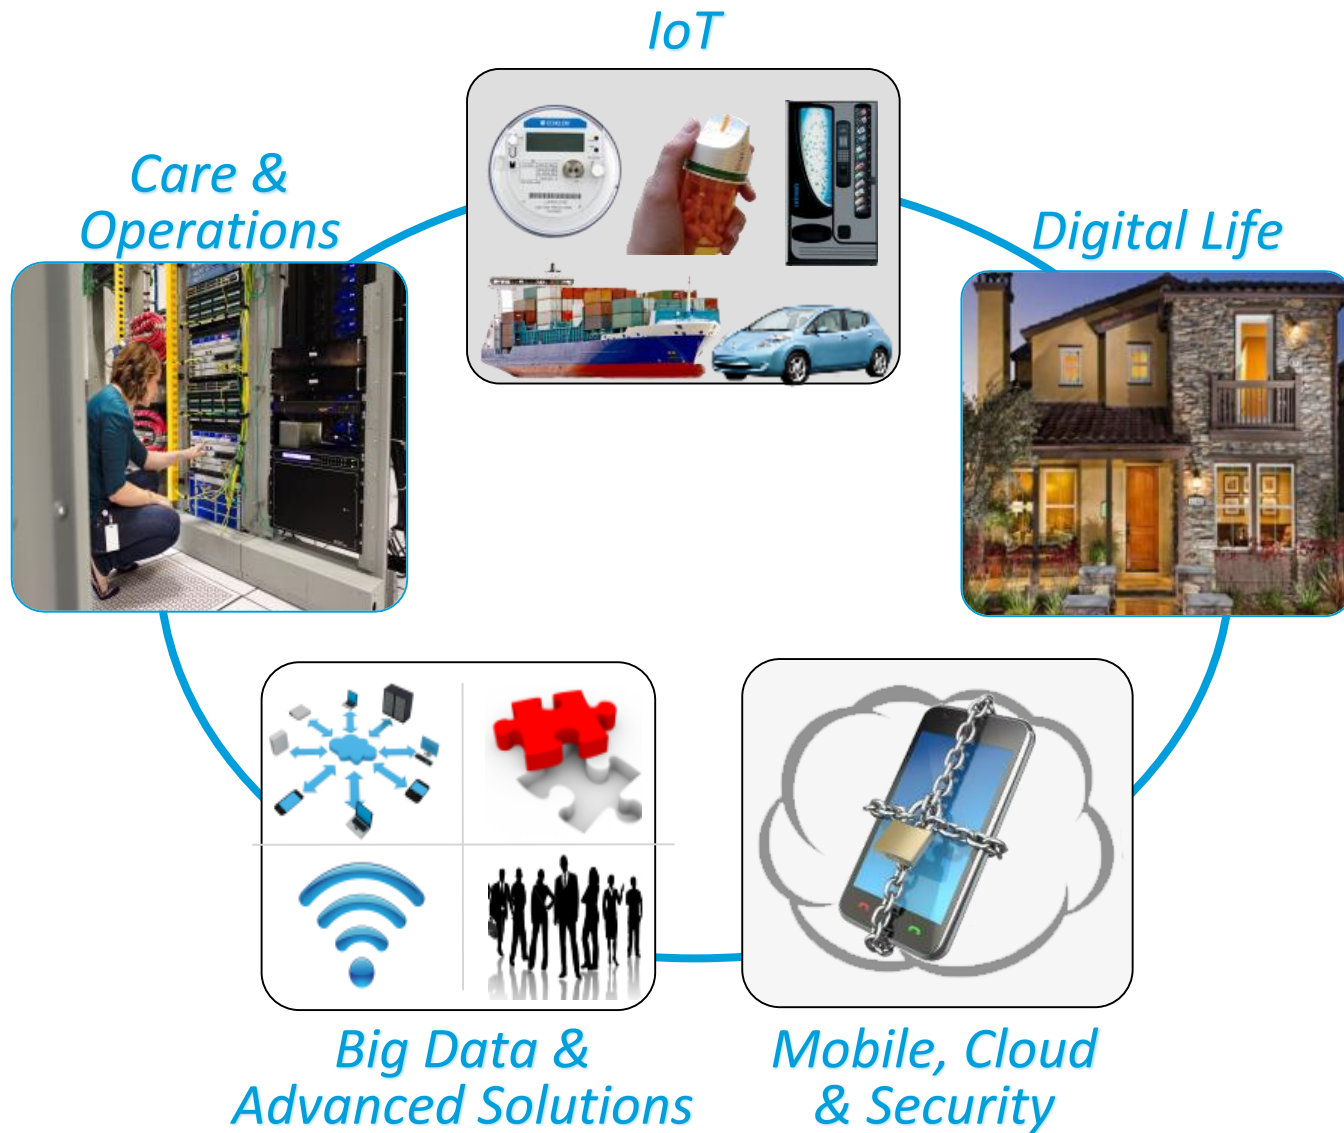 IoT
Care &
Operations
Digital Life
Big Data &
Advanced Solutions
Mobile, Cloud
& Security